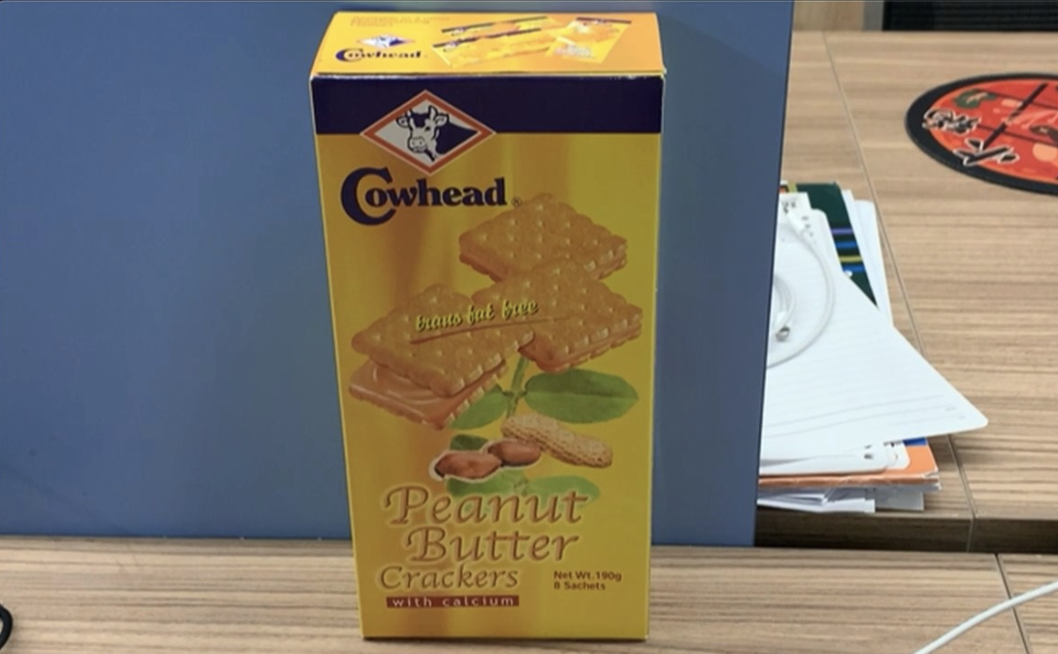 Cowhead
Cowhead®
trans fat free
Peanut
Butter
Crackers
with calcium
Net Wt. 190g
8 Sachets